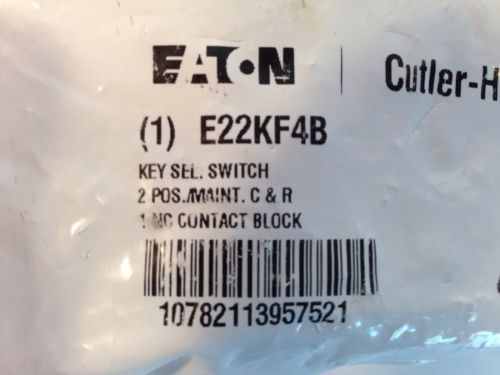 EATON | Cutler-H
(1) E22KF4B
KEY SEL. SWITCH
2 POS./MAINT. C & R
1 NC CONTACT BLOCK
10782113957521